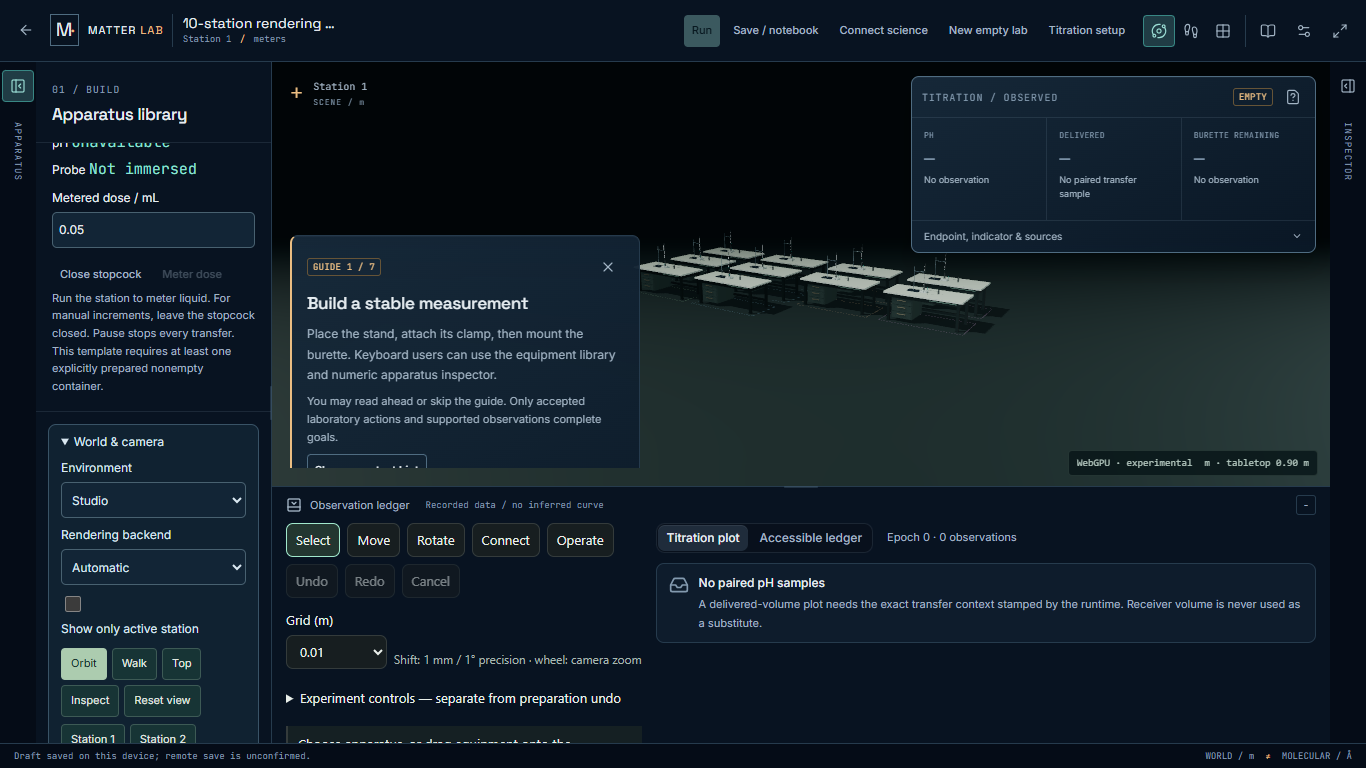 M
MATTER LAB
10-station rendering ...
Station 1 / meters
Run
Save / notebook
Connect science
New empty lab
Titration setup
APPARATUS
01 / BUILD
Apparatus library
pH Unavailable
Probe Not immersed
Metered dose / mL
0.05
Close stopcock
Meter dose
Run the station to meter liquid. For
manual increments, leave the stopcock
closed. Pause stops every transfer.
This template requires at least one
explicitly prepared nonempty
container.
World & camera
Environment
Studio
Rendering backend
Automatic
Show only active station
Orbit
Walk
Top
Inspect
Reset view
Station 1
Station 2
Station 1
SCENE / m
GUIDE 1 / 7
Build a stable measurement
Place the stand, attach its clamp, then mount the
burette. Keyboard users can use the equipment library
and numeric apparatus inspector.
You may read ahead or skip the guide. Only accepted
laboratory actions and supported observations complete
goals.
TITRATION / OBSERVED
EMPTY
PH
—
No observation
DELIVERED
—
No paired transfer
sample
BURETTE REMAINING
—
No observation
Endpoint, indicator & sources
WebGPU · experimental m · tabletop 0.90 m
INSPECTOR
Observation ledger
Recorded data / no inferred curve
-
Select
Move
Rotate
Connect
Operate
Undo
Redo
Cancel
Grid (m)
0.01
Shift: 1 mm / 1° precision · wheel: camera zoom
Experiment controls — separate from preparation undo
Titration plot
Accessible ledger
Epoch 0 · 0 observations
No paired pH samples
A delivered-volume plot needs the exact transfer context stamped by the runtime. Receiver volume is never used as
a substitute.
Draft saved on this device; remote save is unconfirmed.
WORLD / m ≠ MOLECULAR / Å